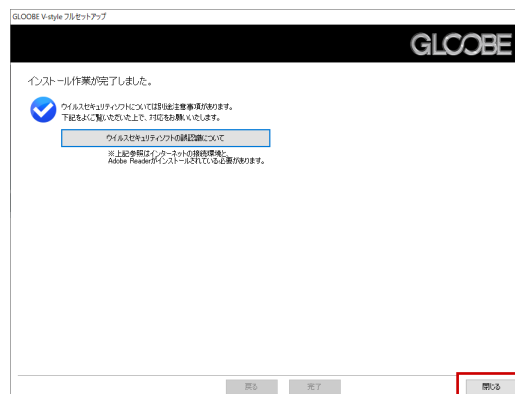 GLOOBE V-style フルセットアップ
GLOOBE
インストール作業が完了しました。
ウイルスセキュリティソフトについては別途注意事項があります。
下記をよくご覧いただいた上で、対応をお願いいたします。
ウイルスセキュリティソフトの誤認識について
※上記参照はインターネットの接続環境と、
Adobe Readerがインストールされている必要があります。
戻る
完了
閉じる